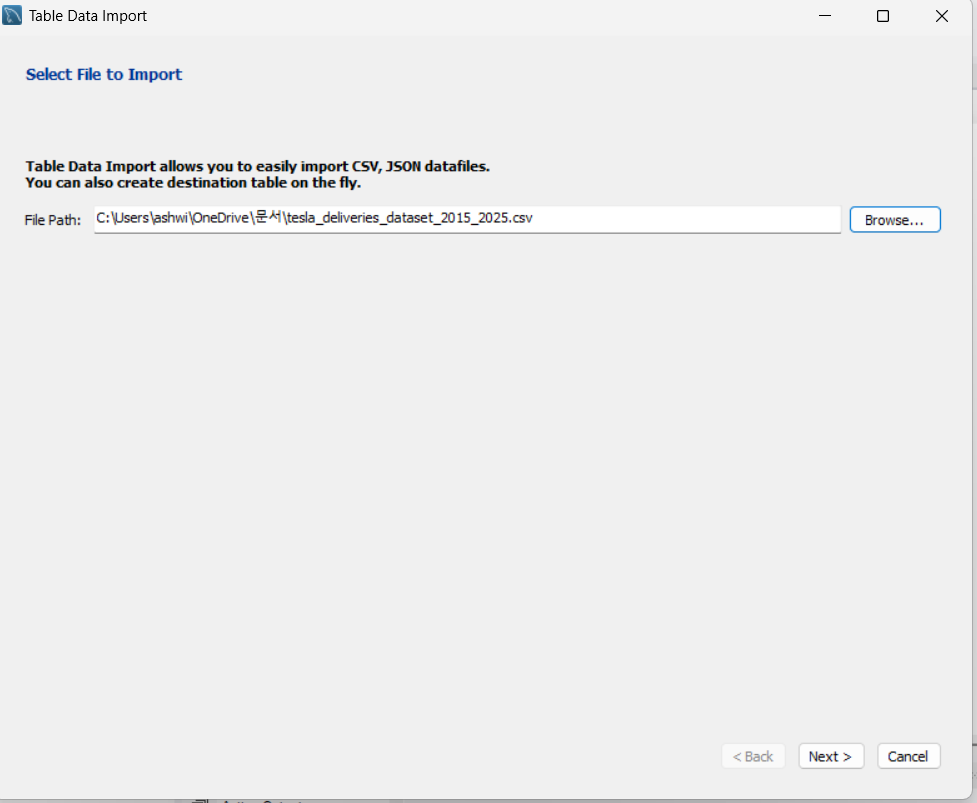 Table Data Import
Select File to Import
Table Data Import allows you to easily import CSV, JSON datafiles.
You can also create destination table on the fly.
File Path: C:\Users\ashwi\OneDrive\문서\tesla_deliveries_dataset_2015_2025.csv Browse...
< Back Next > Cancel